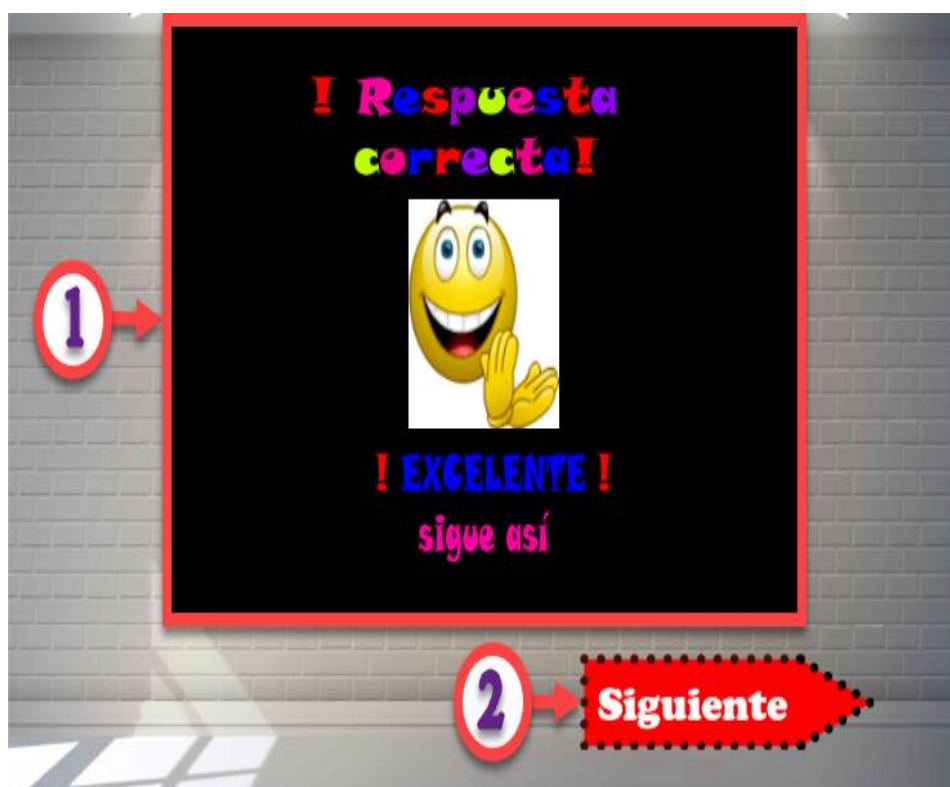 ! Respuesta
correcta!
1
! EXCELENTE !
sigue así
2
Siguiente